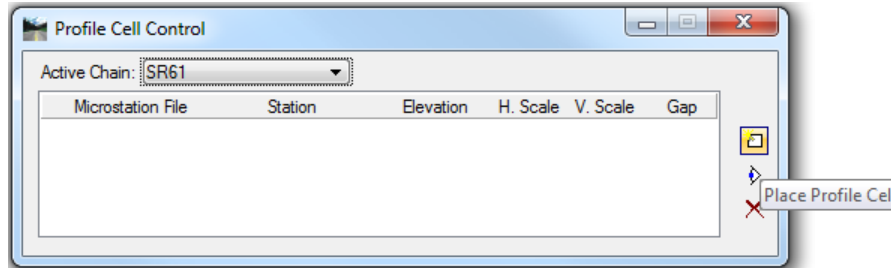 Profile Cell Control
Active Chain: SR61
Microstation File Station Elevation H. Scale V. Scale Gap
Place Profile Cel